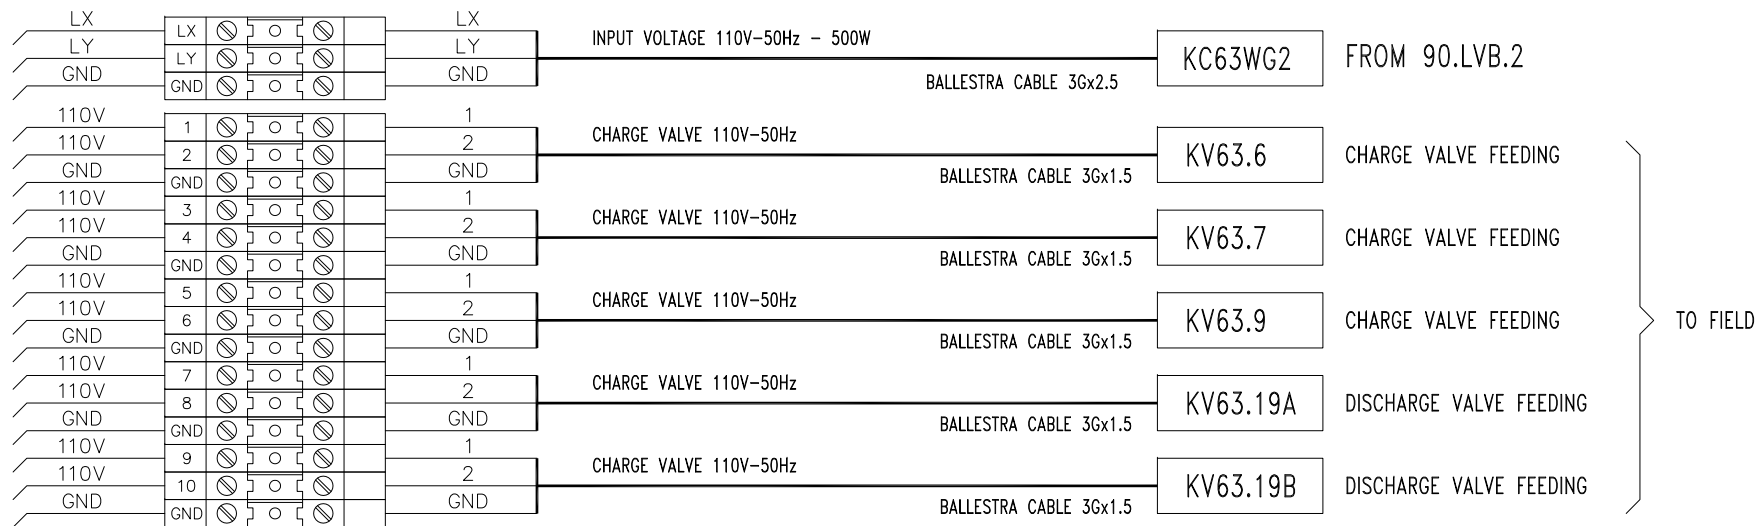 LX LX LX INPUT VOLTAGE 110V-50Hz - 500W
LY LY LY KC63WG2 FROM 90.LVB.2
GND GND GND BALLESTRA CABLE 3Gx2.5
110V 1 1 CHARGE VALVE 110V-50Hz
110V 2 2 KV63.6 CHARGE VALVE FEEDING
GND GND GND BALLESTRA CABLE 3Gx1.5
110V 3 1 CHARGE VALVE 110V-50Hz
110V 4 2 KV63.7 CHARGE VALVE FEEDING
GND GND GND BALLESTRA CABLE 3Gx1.5
110V 5 1 CHARGE VALVE 110V-50Hz
110V 6 2 KV63.9 CHARGE VALVE FEEDING TO FIELD
GND GND GND BALLESTRA CABLE 3Gx1.5
110V 7 1 CHARGE VALVE 110V-50Hz
110V 8 2 KV63.19A DISCHARGE VALVE FEEDING
GND GND GND BALLESTRA CABLE 3Gx1.5
110V 9 1 CHARGE VALVE 110V-50Hz
110V 10 2 KV63.19B DISCHARGE VALVE FEEDING
GND GND GND BALLESTRA CABLE 3Gx1.5